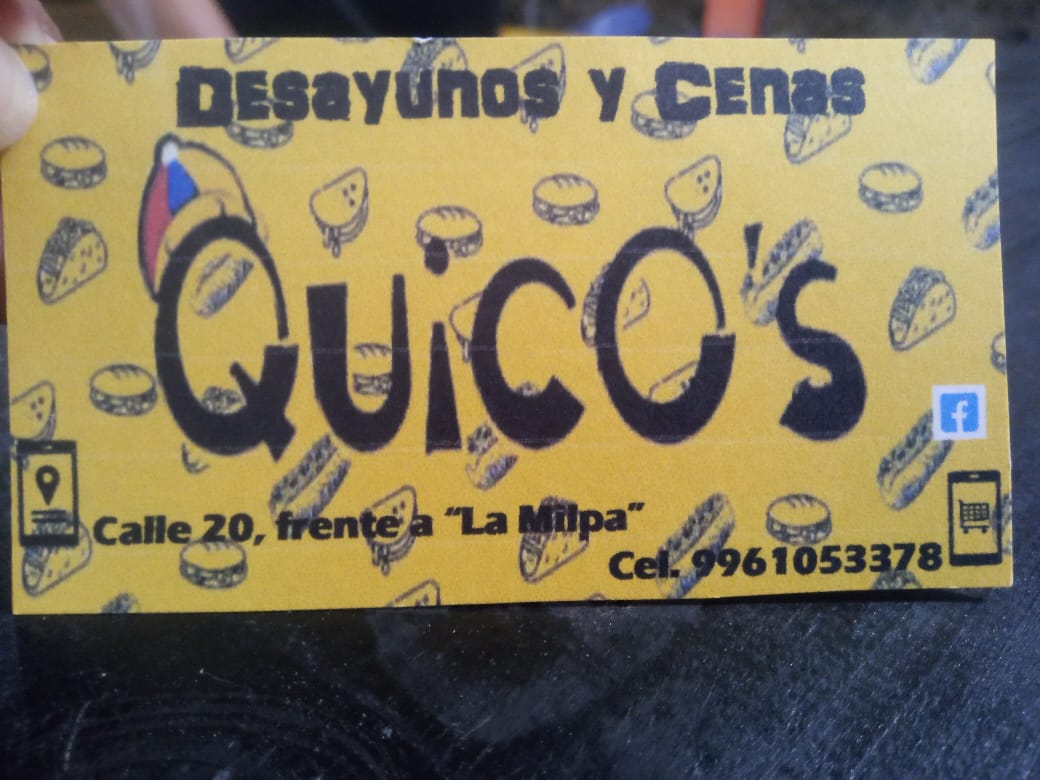 Desayunos y Cenas
Quico's
Calle 20, frente a "La Milpa"
Cel. 9961053378